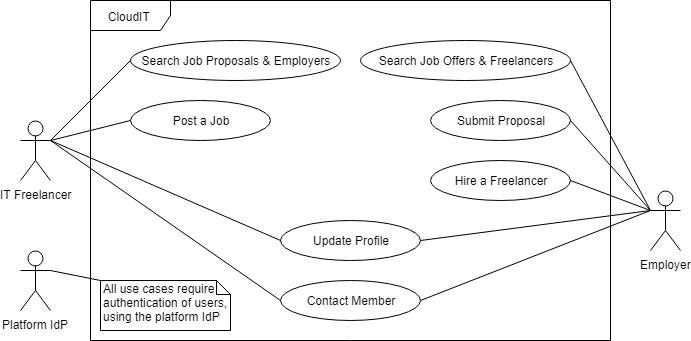 CloudIT
Search Job Proposals & Employers
Search Job Offers & Freelancers
Post a Job
Submit Proposal
Hire a Freelancer
IT Freelancer
Update Profile
Employer
All use cases require
authentication of users,
using the platform IdP
Contact Member
Platform IdP